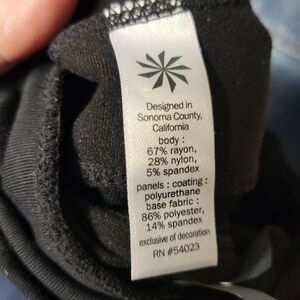 Designed in
Sonoma County,
California
body :
67% rayon,
28% nylon,
5% spandex
panels : coating :
polyurethane
base fabric :
86% polyester,
14% spandex
exclusive of decoration
RN #54023